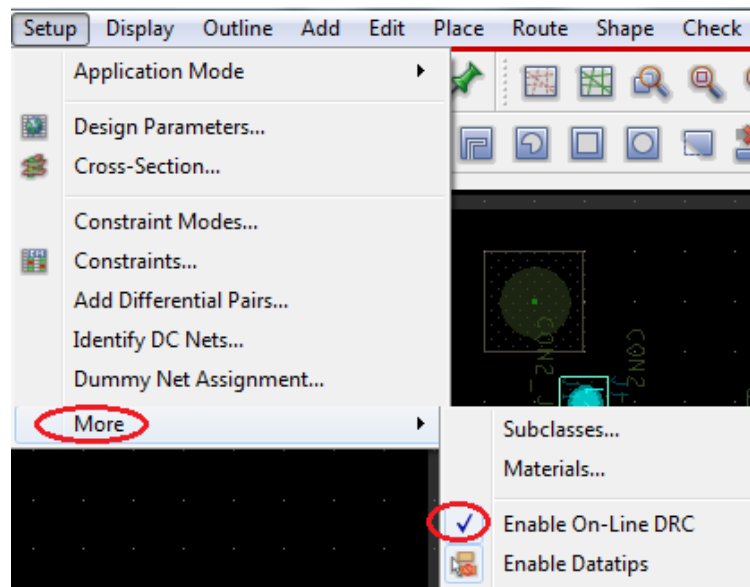 Setup Display Outline Add Edit Place Route Shape Check
Application Mode
Design Parameters...
Cross-Section...
Constraint Modes...
Constraints...
Add Differential Pairs...
Identify DC Nets...
Dummy Net Assignment...
More
Subclasses...
Materials...
Enable On-Line DRC
Enable Datatips
CON2